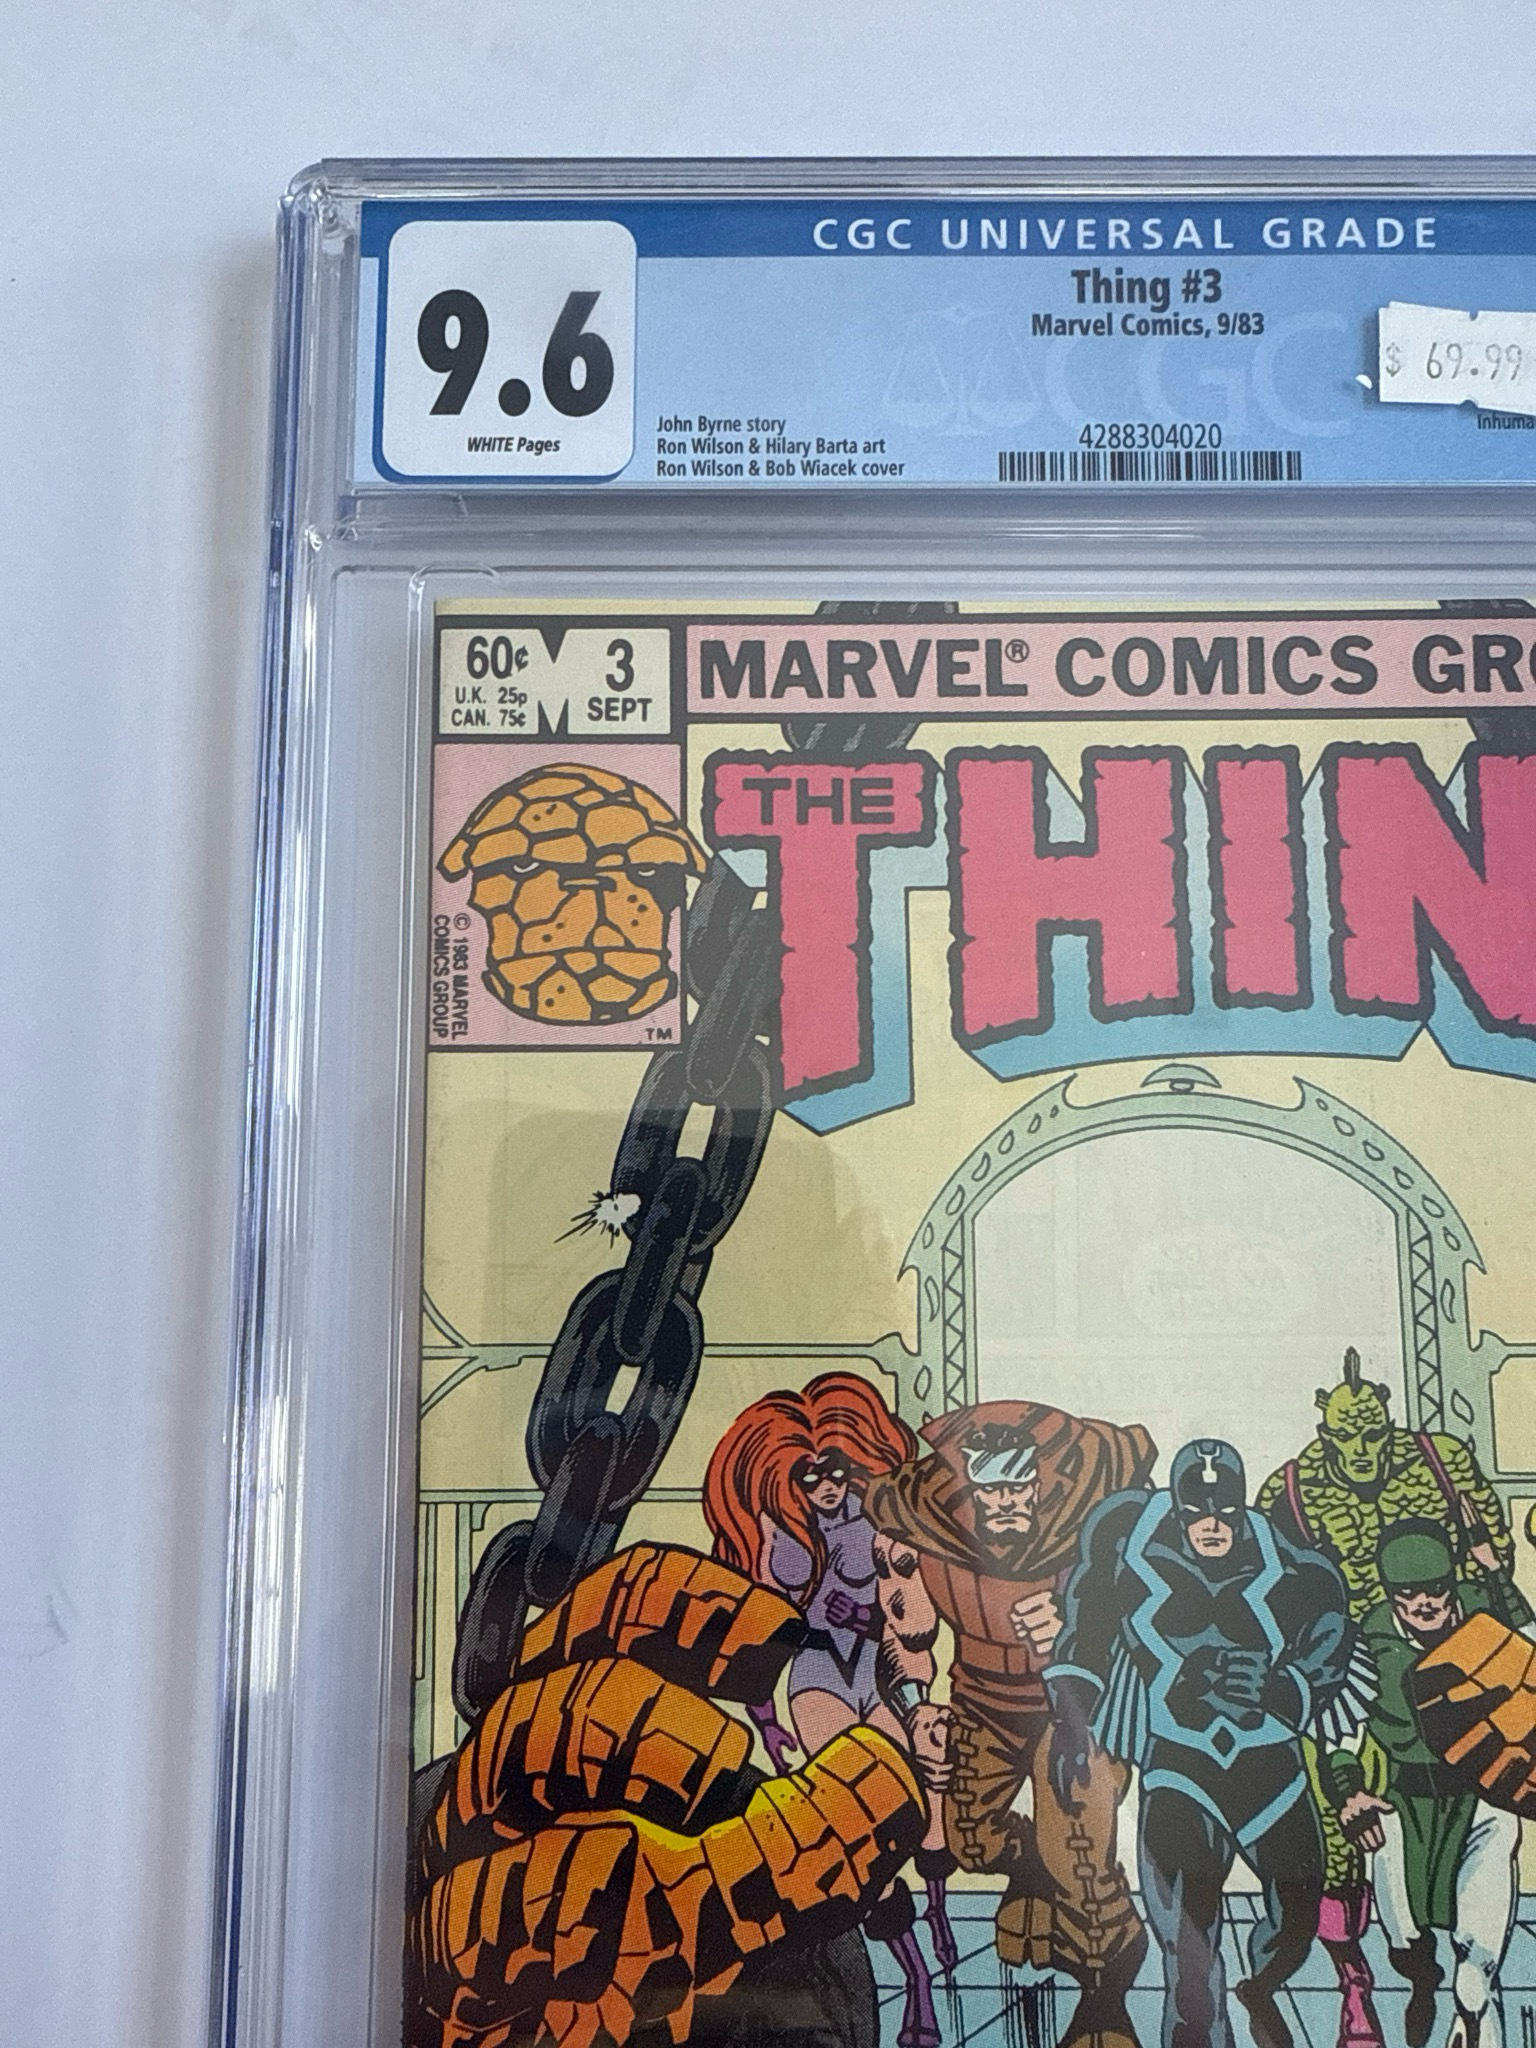 CGC UNIVERSAL GRADE
9.6
WHITE Pages
Thing #3
Marvel Comics, 9/83
$ 69.99
CGC
John Byrne story
Ron Wilson & Hilary Barta art
Ron Wilson & Bob Wiacek cover
4288304020
Inhuma
60¢
U.K. 25p
CAN. 75¢
3
SEPT
MARVEL® COMICS GRO
THE
THIN
© 1983 MARVEL
COMICS GROUP
TM